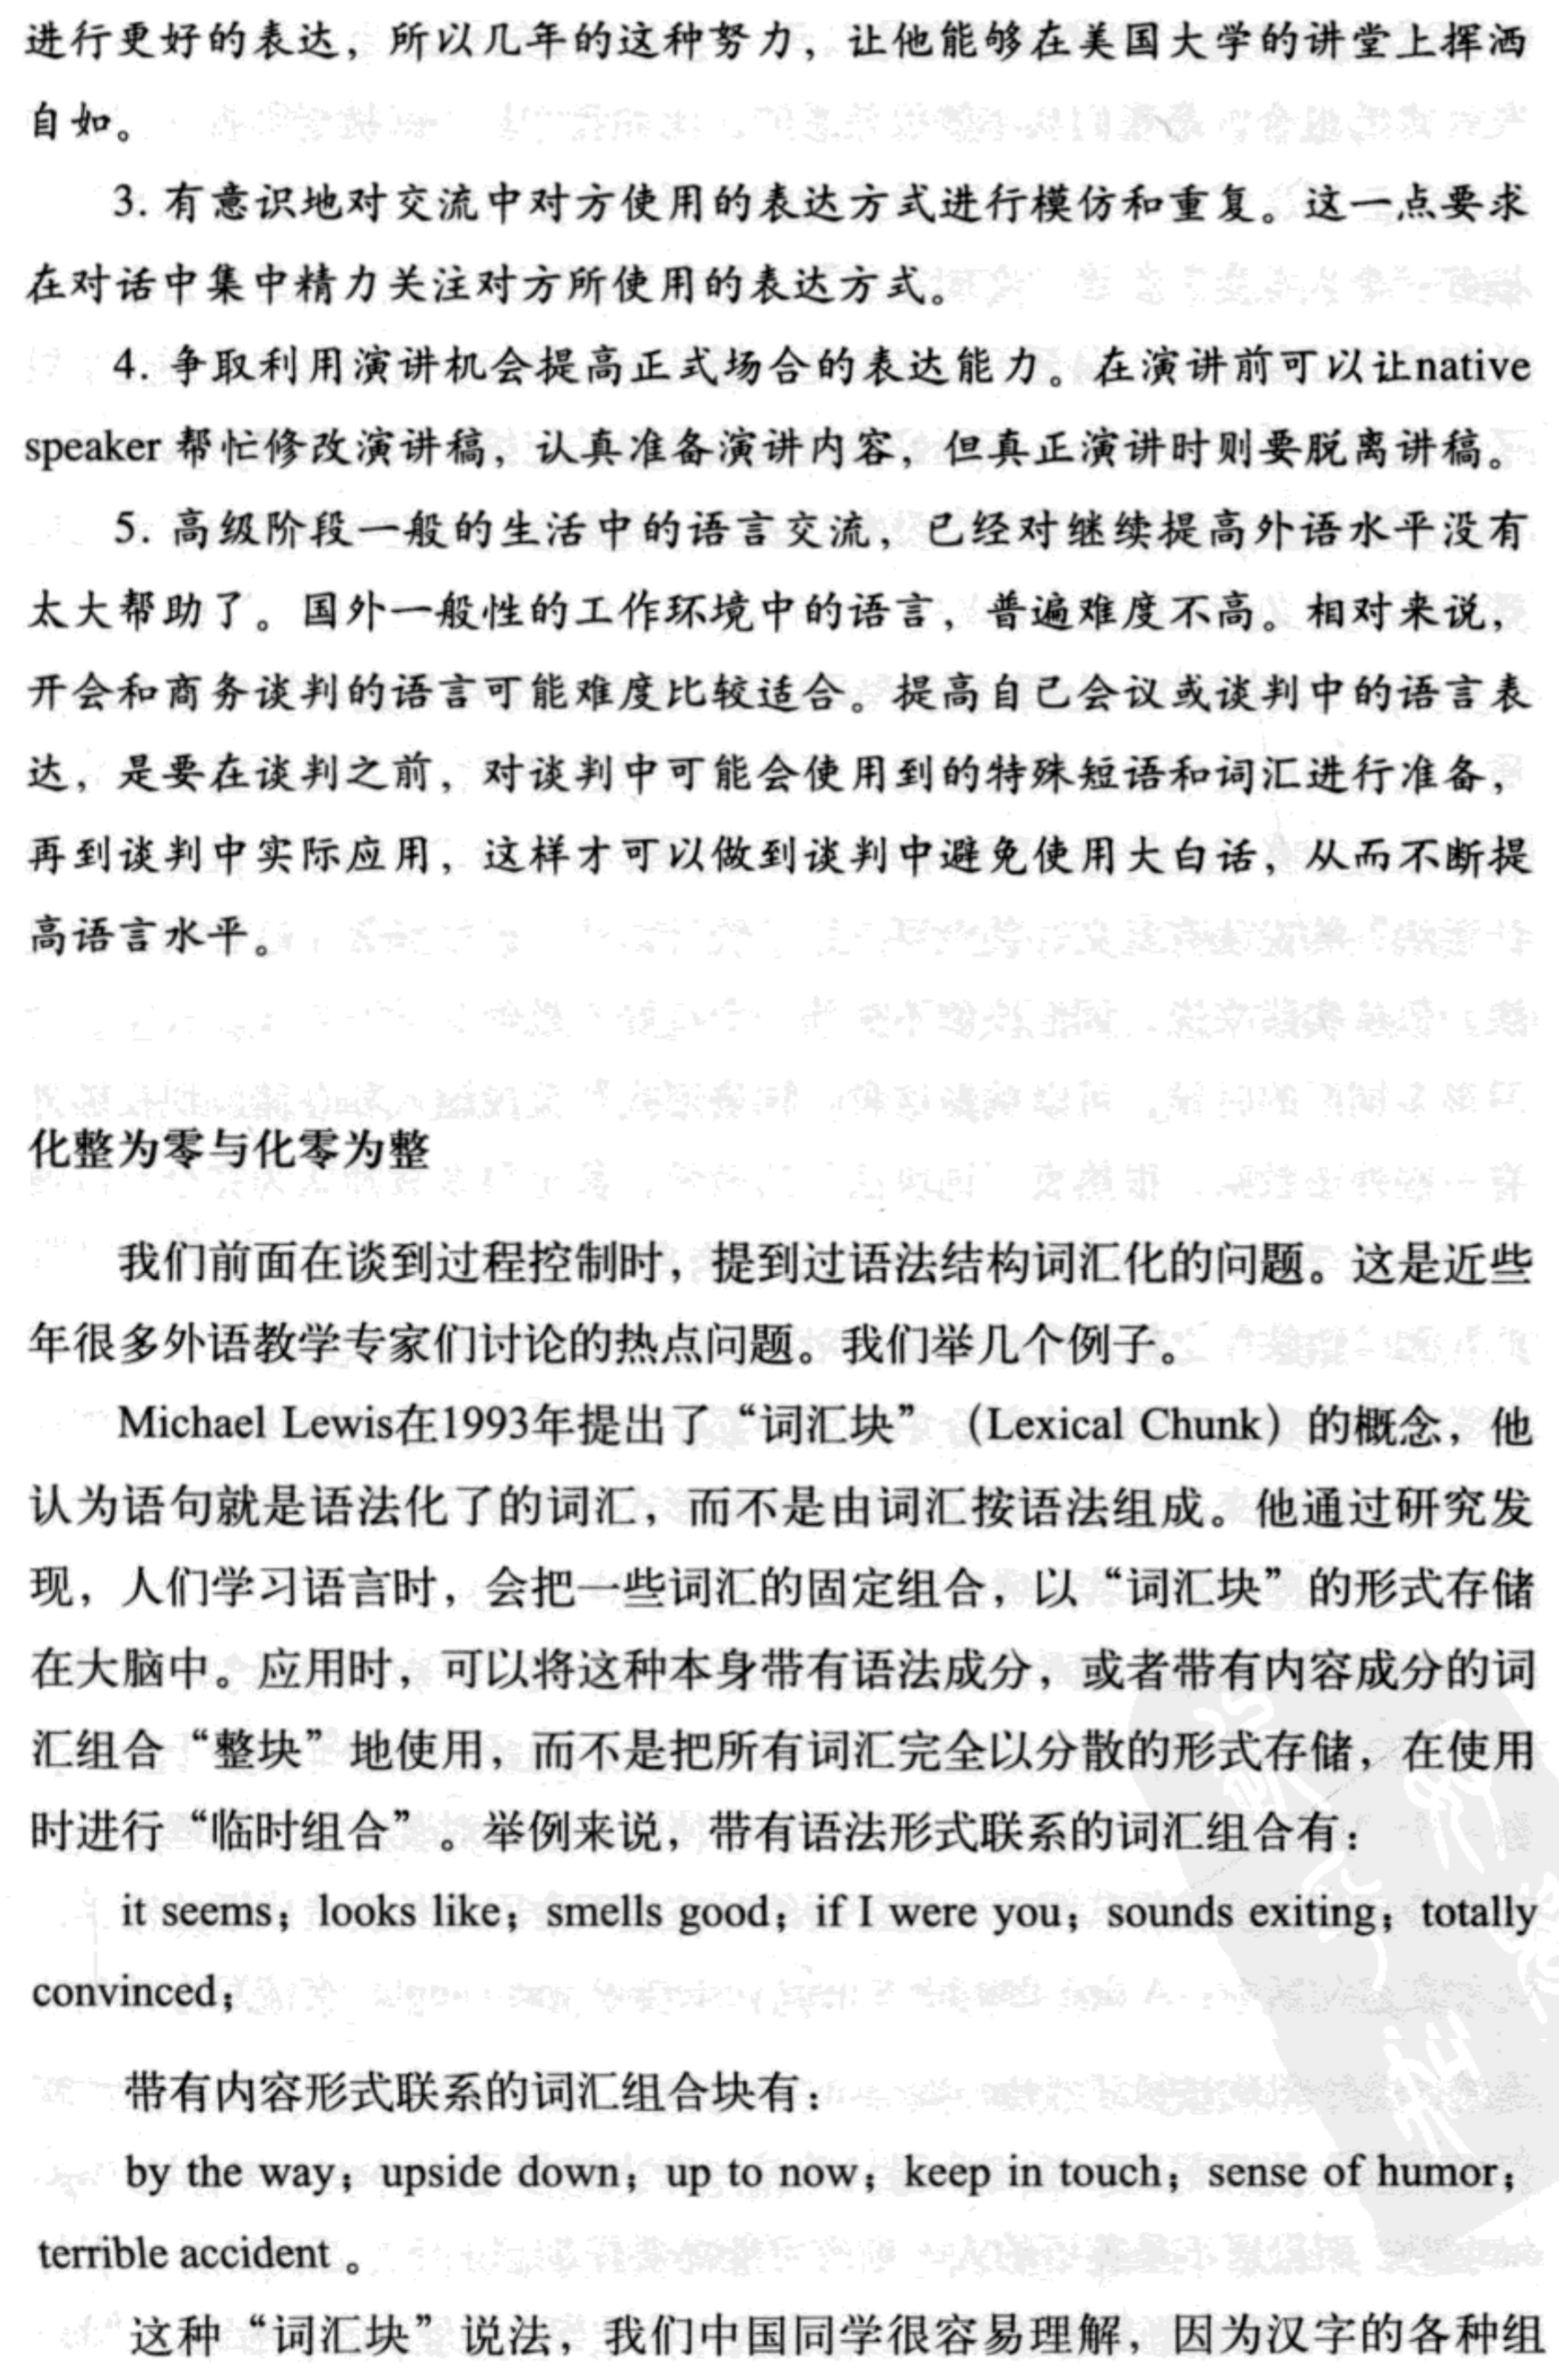 进行更好的表达，所以几年的这种努力，让他能够在美国大学的讲堂上挥洒
自如。
3. 有意识地对交流中对方使用的表达方式进行模仿和重复。这一点要求
在对话中集中精力关注对方所使用的表达方式。
4. 争取利用演讲机会提高正式场合的表达能力。在演讲前可以让native
speaker 帮忙修改演讲稿，认真准备演讲内容，但真正演讲时则要脱离讲稿。
5. 高级阶段一般的生活中的语言交流，已经对继续提高外语水平没有
太大帮助了。国外一般性的工作环境中的语言，普遍难度不高。相对来说，
开会和商务谈判的语言可能难度比较适合。提高自己会议或谈判中的语言表
达，是要在谈判之前，对谈判中可能会使用到的特殊短语和词汇进行准备，
再到谈判中实际应用，这样才可以做到谈判中避免使用大白话，从而不断提
高语言水平。
化整为零与化零为整
我们前面在谈到过程控制时，提到过语法结构词汇化的问题。这是近些
年很多外语教学专家们讨论的热点问题。我们举几个例子。
Michael Lewis在1993年提出了“词汇块”（Lexical Chunk）的概念，他
认为语句就是语法化了的词汇，而不是由词汇按语法组成。他通过研究发
现，人们学习语言时，会把一些词汇的固定组合，以“词汇块”的形式存储
在大脑中。应用时，可以将这种本身带有语法成分，或者带有内容成分的词
汇组合“整块”地使用，而不是把所有词汇完全以分散的形式存储，在使用
时进行“临时组合”。举例来说，带有语法形式联系的词汇组合有：
it seems；looks like；smells good；if I were you；sounds exiting；totally
convinced；
带有内容形式联系的词汇组合块有：
by the way；upside down；up to now；keep in touch；sense of humor；
terrible accident 。
这种“词汇块”说法，我们中国同学很容易理解，因为汉字的各种组